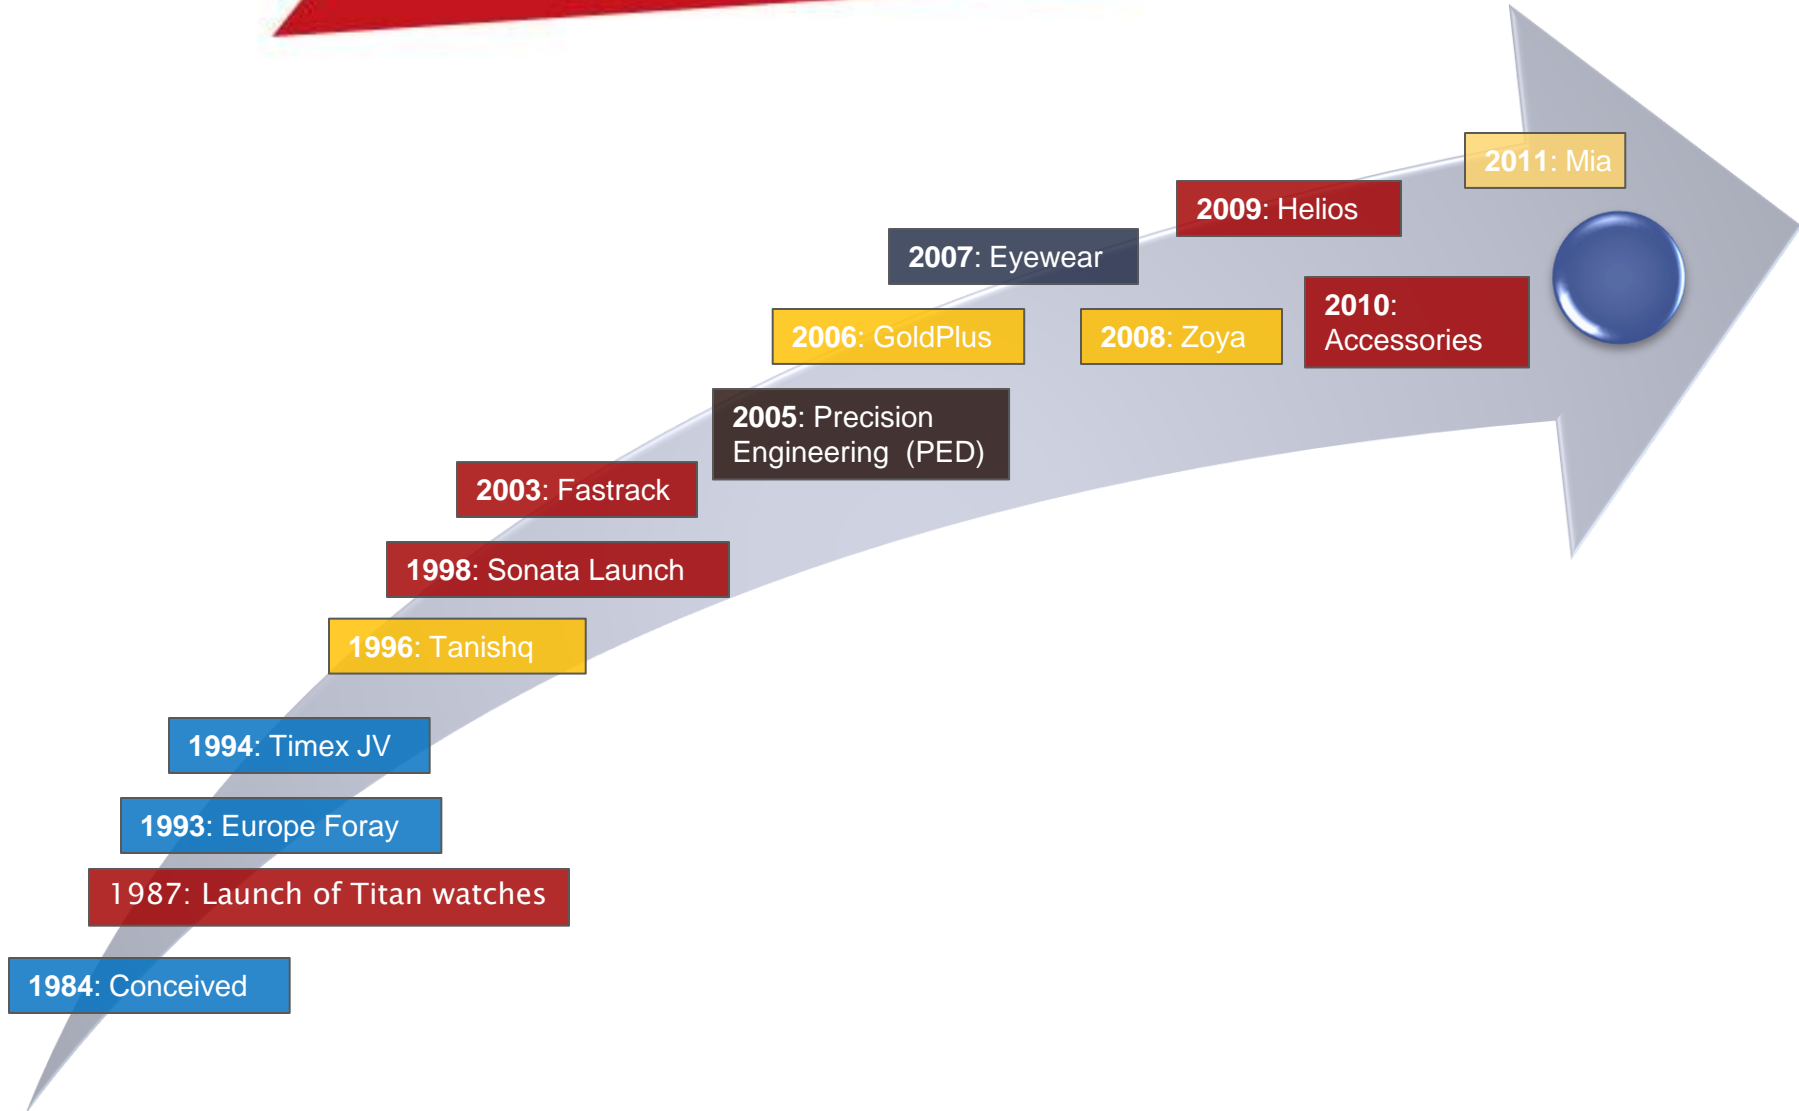 2011: Mia
2009: Helios
2007: Eyewear
2010:
Accessories
2006: GoldPlus
2008: Zoya
2005: Precision
Engineering  (PED)
2003: Fastrack
1998: Sonata Launch
1996: Tanishq
1994: Timex JV
1993: Europe Foray
1987: Launch of Titan watches
1984: Conceived